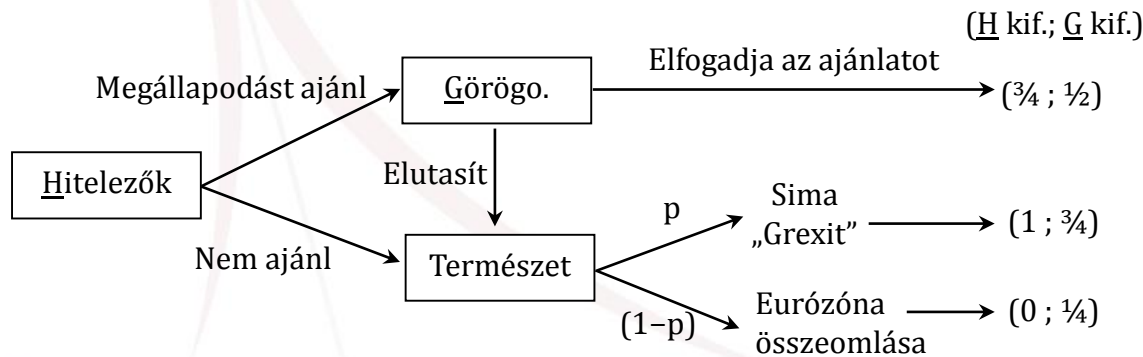 (H kif.; G kif.)
Elfogadja az ajánlatot
Megállapodást ajánl
Görögo.
(¾ ; ½)
Elutasít
Hitelezők
p
Sima
„Grexit”
(1 ; ¾)
Nem ajánl
Természet
(1−p)
Eurózóna
összeomlása
(0 ; ¼)